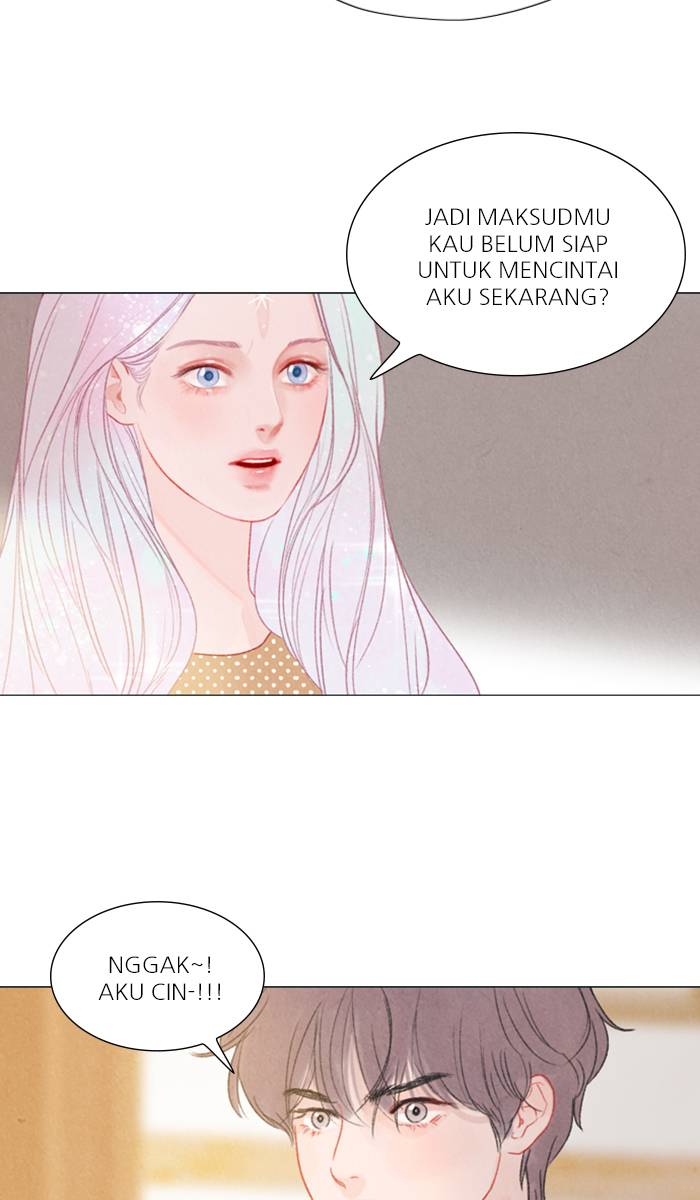 JADI MAKSUDMU
KAU BELUM SIAP
UNTUK MENCINTAI
AKU SEKARANG?
NGGAK~!
AKU CIN-!!!